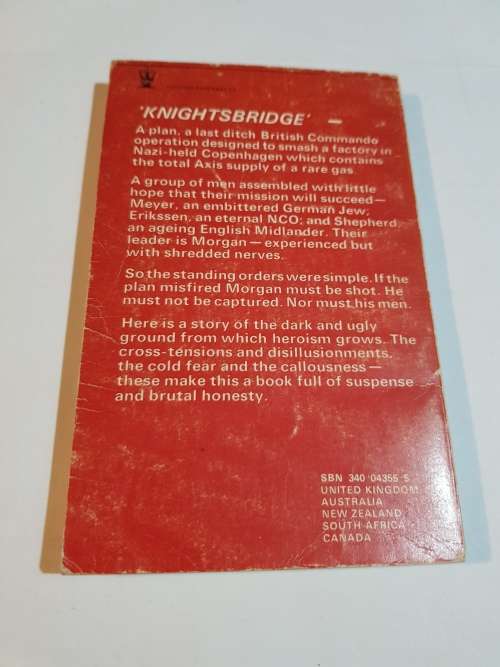 'KNIGHTSBRIDGE' —
A plan, a last ditch British Commando
operation designed to smash a factory in
Nazi-held Copenhagen which contains
the total Axis supply of a rare gas
A group of men assembled with little
hope that their mission will succeed—
Meyer, an embittered German Jew;
Erikssen, an eternal NCO; and Shepherd,
an ageing English Midlander. Their
leader is Morgan — experienced but
with shredded nerves.
So the standing orders were simple. If the
plan misfired Morgan must be shot. He
must not be captured. Nor must his men.
Here is a story of the dark and ugly
ground from which heroism grows. The
cross-tensions and disillusionments,
the cold fear and the callousness—
these make this a book full of suspense
and brutal honesty.
SBN 340 04355 5
UNITED KINGDOM
AUSTRALIA
NEW ZEALAND
SOUTH AFRICA
CANADA